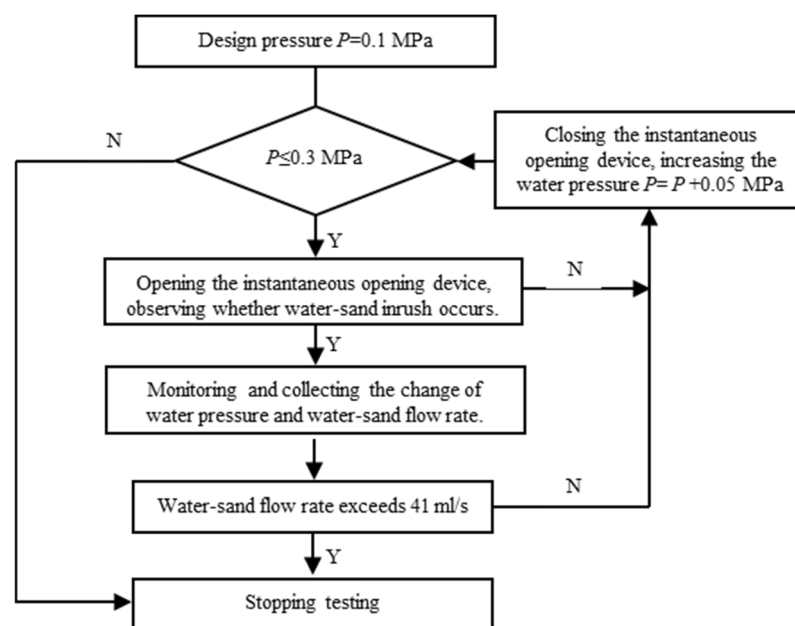 Design pressure P=0.1 MPa
N
P≤0.3 MPa
Closing the instantaneous
opening device, increasing the
water pressure P= P +0.05 MPa
Y
Opening the instantaneous opening device,
observing whether water-sand inrush occurs.
N
Y
Monitoring and collecting the change of
water pressure and water-sand flow rate.
Water-sand flow rate exceeds 41 ml/s
N
Y
Stopping testing